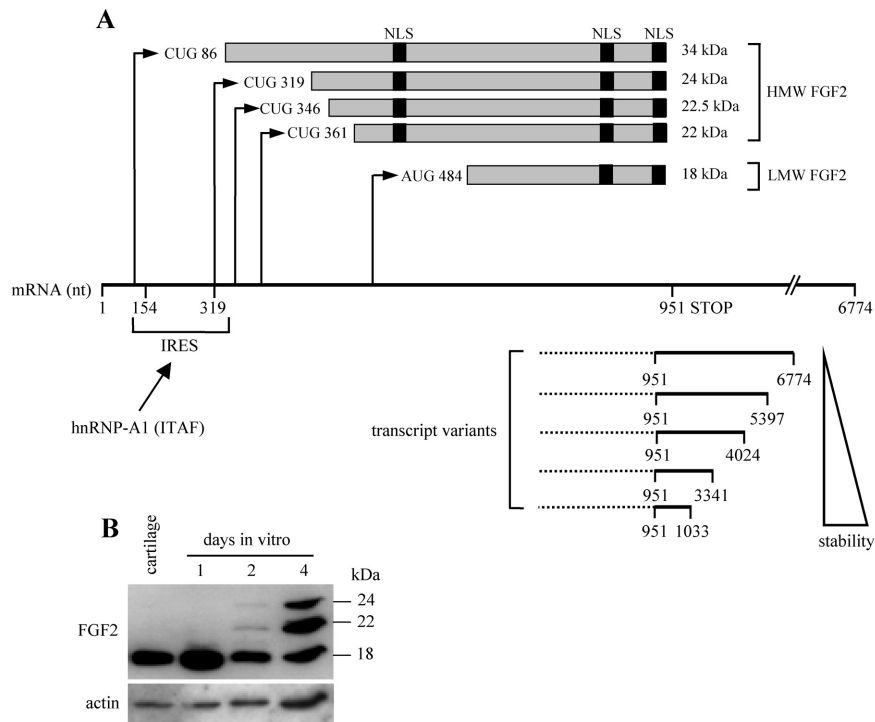 A
NLS NLS NLS
CUG 86 34 kDa
CUG 319 24 kDa
HMW FGF2
CUG 346 22.5 kDa
CUG 361 22 kDa
AUG 484 18 kDa LMW FGF2
mRNA (nt)
1 154 319 951 STOP 6774
IRES
hnRNP-A1 (ITAF)
951 6774
951 5397
transcript variants
951 4024
951 3341
951 1033
stability
B
cartilage
days in vitro
1 2 4 kDa
24
FGF2 22
18
actin